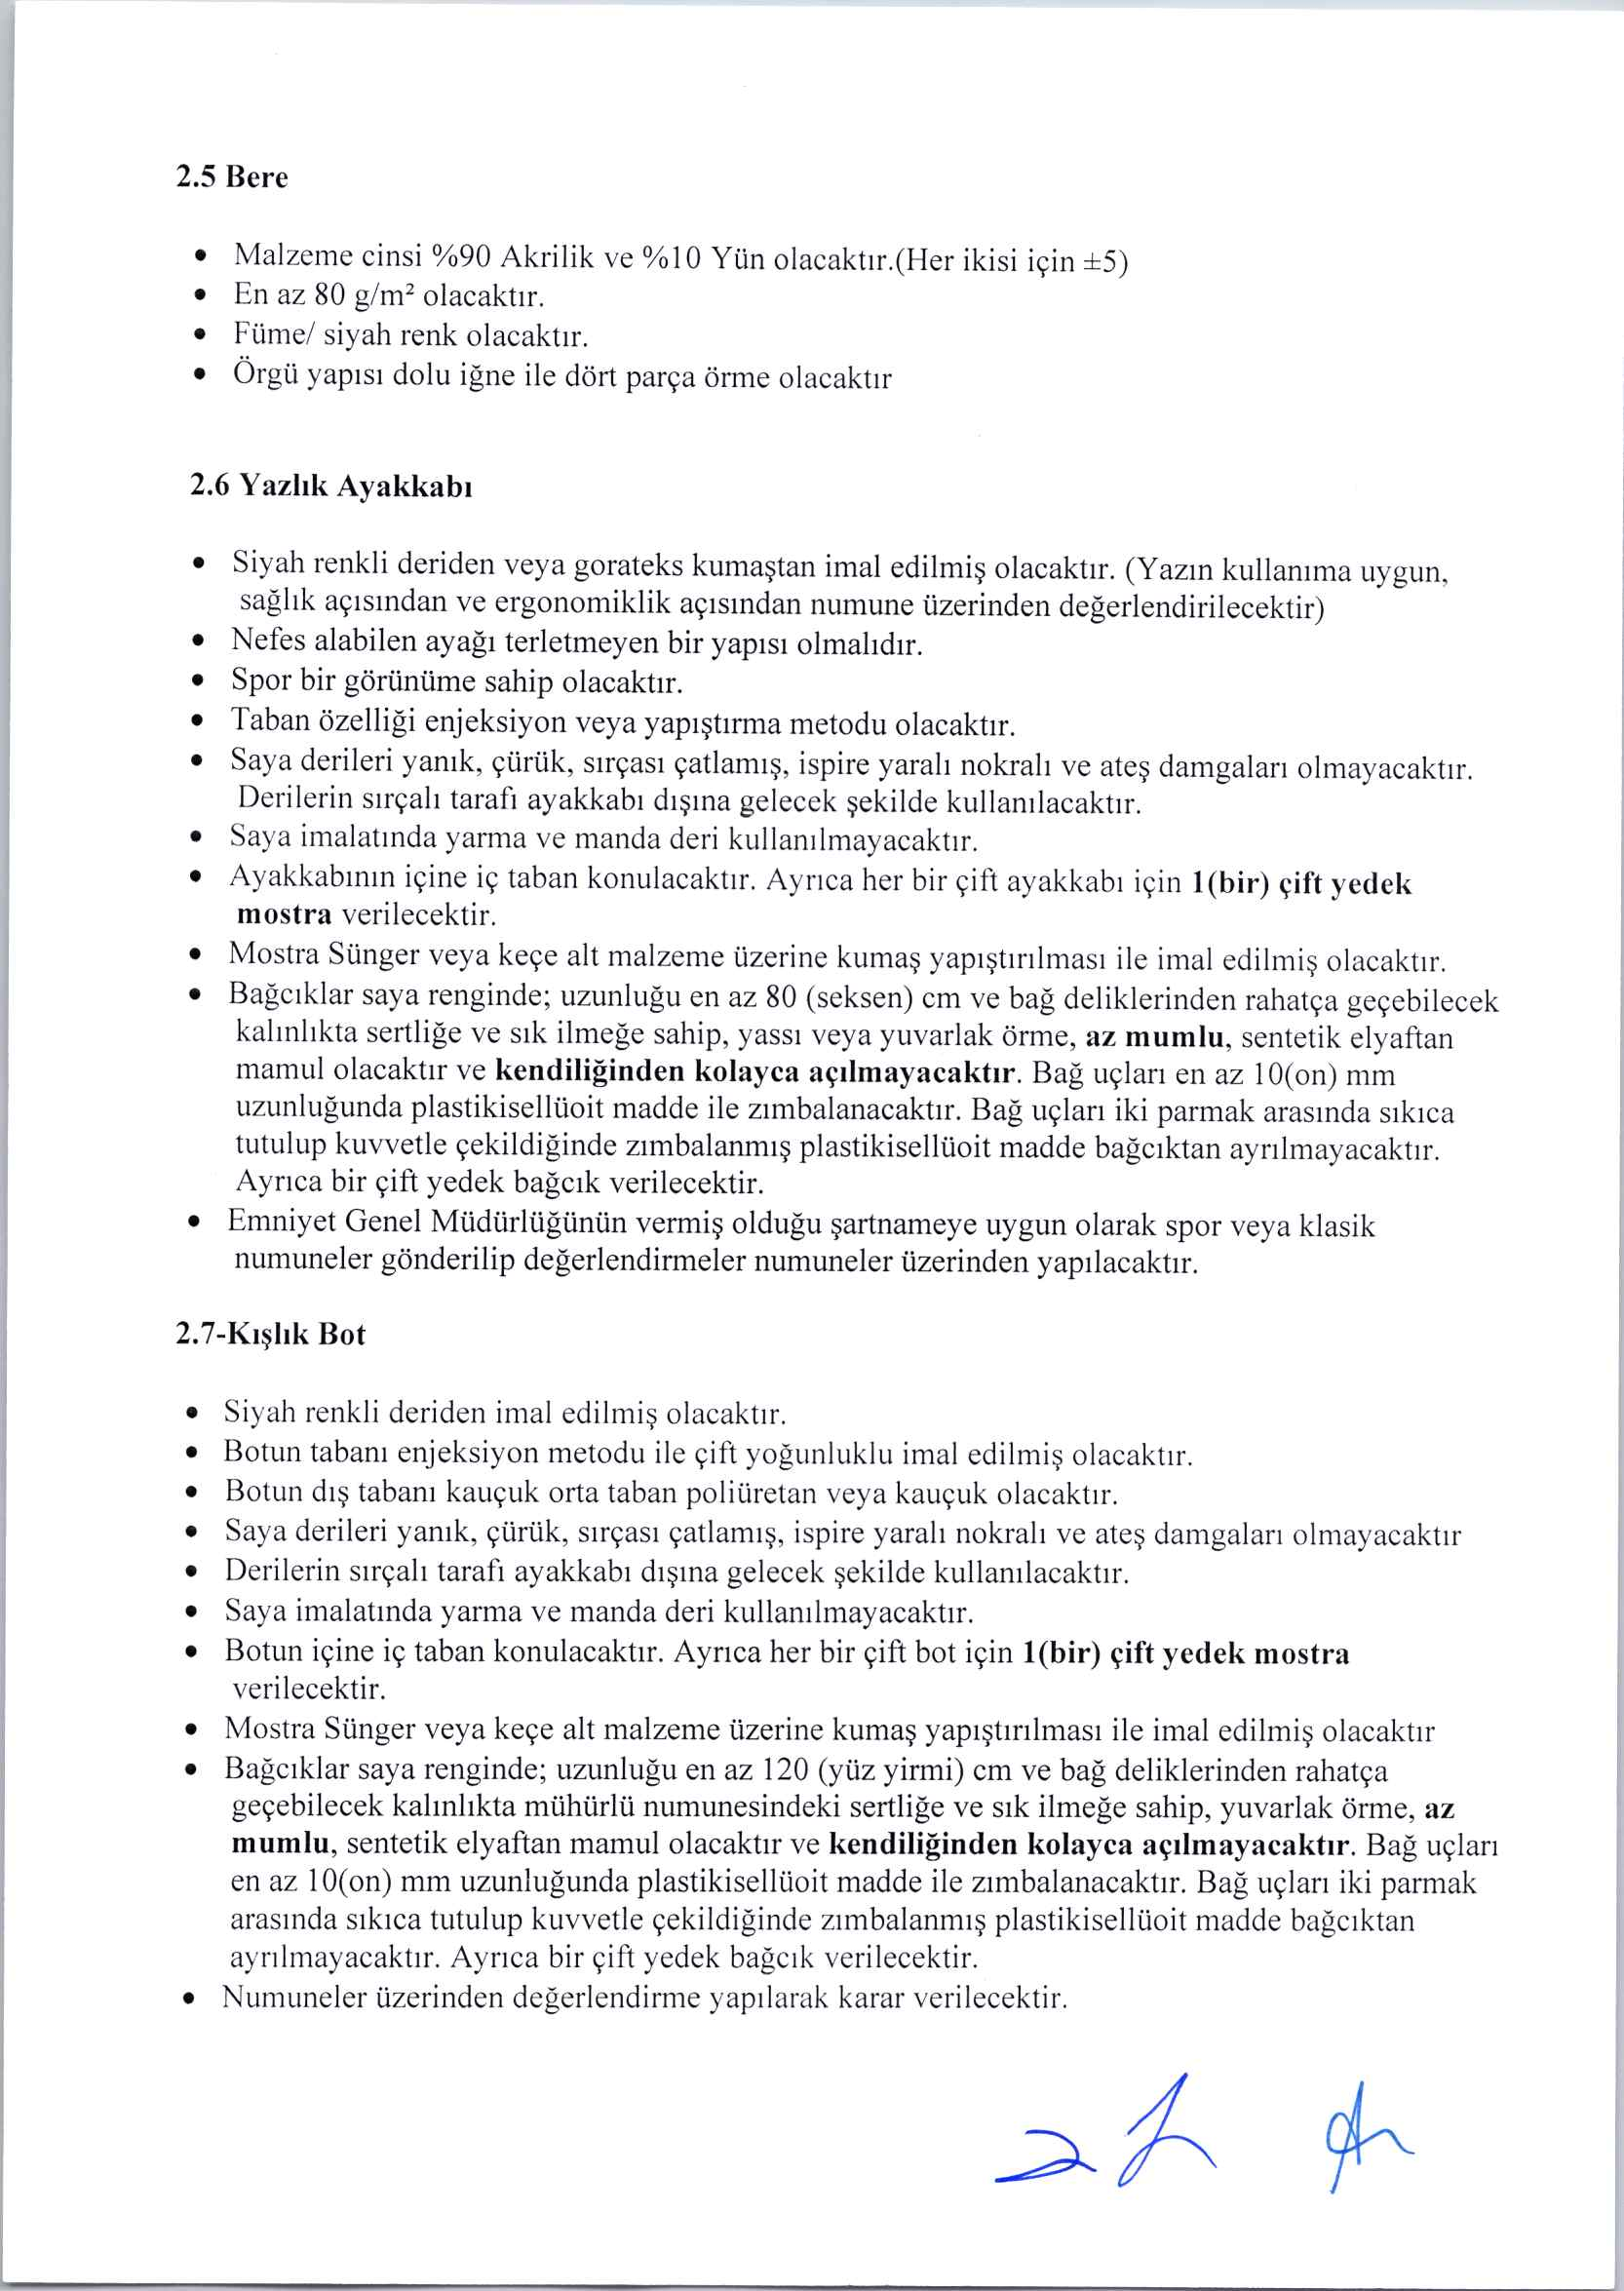 2.5 Bere
• Malzeme cinsi %90 Akrilik ve %10 Yün olacaktır.(Her ikisi için ±5)
• En az 80 g/m² olacaktır.
• Füme/ siyah renk olacaktır.
• Örgü yapısı dolu iğne ile dört parça örme olacaktır
2.6 Yazlık Ayakkabı
• Siyah renkli deriden veya gorateks kumaştan imal edilmiş olacaktır. (Yazın kullanıma uygun,
sağlık açısından ve ergonomiklik açısından numune üzerinden değerlendirilecektir)
• Nefes alabilen ayağı terletmeyen bir yapısı olmalıdır.
• Spor bir görünüme sahip olacaktır.
• Taban özelliği enjeksiyon veya yapıştırma metodu olacaktır.
• Saya derileri yanık, çürük, sırçası çatlamış, ispire yaralı nokralı ve ateş damgaları olmayacaktır.
Derilerin sırçalı tarafı ayakkabı dışına gelecek şekilde kullanılacaktır.
• Saya imalatında yarma ve manda deri kullanılmayacaktır.
• Ayakkabının içine iç taban konulacaktır. Ayrıca her bir çift ayakkabı için 1(bir) çift yedek
mostra verilecektir.
• Mostra Sünger veya keçe alt malzeme üzerine kumaş yapıştırılması ile imal edilmiş olacaktır.
• Bağcıklar saya renginde; uzunluğu en az 80 (seksen) cm ve bağ deliklerinden rahatça geçebilecek
kalınlıkta sertliğe ve sık ilmeğe sahip, yassı veya yuvarlak örme, az mumlu, sentetik elyaftan
mamul olacaktır ve kendiliğinden kolayca açılmayacaktır. Bağ uçları en az 10(on) mm
uzunluğunda plastikisellüoit madde ile zımbalanacaktır. Bağ uçları iki parmak arasında sıkıca
tutulup kuvvetle çekildiğinde zımbalanmış plastikisellüoit madde bağcıktan ayrılmayacaktır.
Ayrıca bir çift yedek bağcık verilecektir.
• Emniyet Genel Müdürlüğünün vermiş olduğu şartnameye uygun olarak spor veya klasik
numuneler gönderilip değerlendirmeler numuneler üzerinden yapılacaktır.
2.7-Kışlık Bot
• Siyah renkli deriden imal edilmiş olacaktır.
• Botun tabanı enjeksiyon metodu ile çift yoğunluklu imal edilmiş olacaktır.
• Botun dış tabanı kauçuk orta taban poliüretan veya kauçuk olacaktır.
• Saya derileri yanık, çürük, sırçası çatlamış, ispire yaralı nokralı ve ateş damgaları olmayacaktır
• Derilerin sırçalı tarafı ayakkabı dışına gelecek şekilde kullanılacaktır.
• Saya imalatında yarma ve manda deri kullanılmayacaktır.
• Botun içine iç taban konulacaktır. Ayrıca her bir çift bot için 1(bir) çift yedek mostra
verilecektir.
• Mostra Sünger veya keçe alt malzeme üzerine kumaş yapıştırılması ile imal edilmiş olacaktır
• Bağcıklar saya renginde; uzunluğu en az 120 (yüz yirmi) cm ve bağ deliklerinden rahatça
geçebilecek kalınlıkta mühürlü numunesindeki sertliğe ve sık ilmeğe sahip, yuvarlak örme, az
mumlu, sentetik elyaftan mamul olacaktır ve kendiliğinden kolayca açılmayacaktır. Bağ uçları
en az 10(on) mm uzunluğunda plastikisellüoit madde ile zımbalanacaktır. Bağ uçları iki parmak
arasında sıkıca tutulup kuvvetle çekildiğinde zımbalanmış plastikisellüoit madde bağcıktan
ayrılmayacaktır. Ayrıca bir çift yedek bağcık verilecektir.
• Numuneler üzerinden değerlendirme yapılarak karar verilecektir.